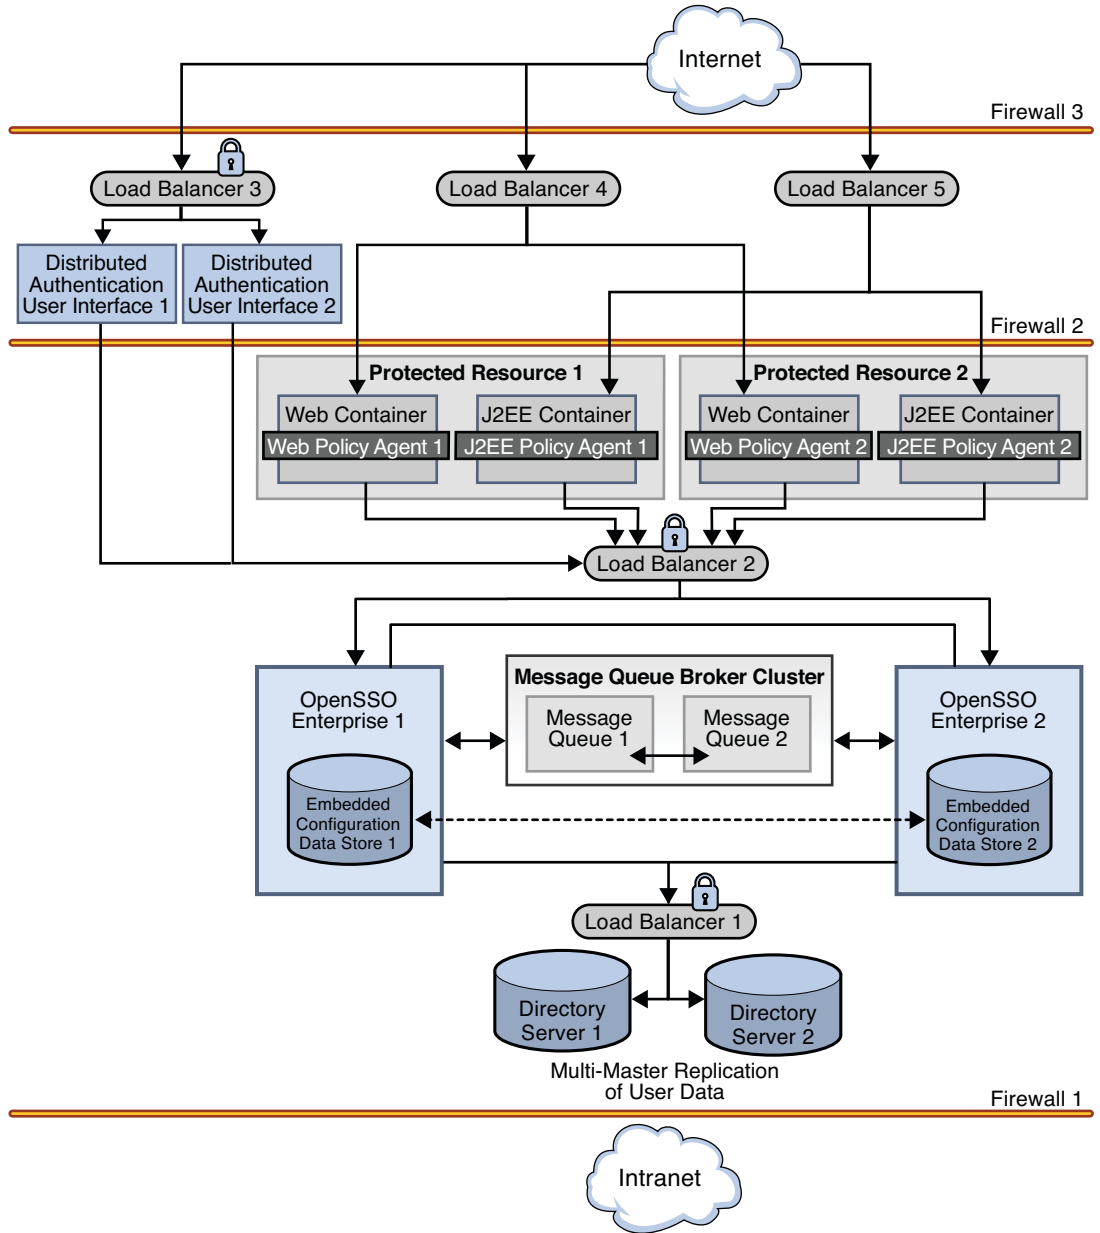 Internet
Firewall 3
Load Balancer 3
Load Balancer 4
Load Balancer 5
Distributed
Authentication
User Interface 1
Distributed
Authentication
User Interface 2
Firewall 2
Protected Resource 1
Web Container
Web Policy Agent 1
J2EE Container
J2EE Policy Agent 1
Protected Resource 2
Web Container
Web Policy Agent 2
J2EE Container
J2EE Policy Agent 2
Load Balancer 2
OpenSSO
Enterprise 1
Embedded
Configuration
Data Store 1
Message Queue Broker Cluster
Message
Queue 1
Message
Queue 2
OpenSSO
Enterprise 2
Embedded
Configuration
Data Store 2
Load Balancer 1
Directory
Server 1
Directory
Server 2
Multi-Master Replication
of User Data
Firewall 1
Intranet